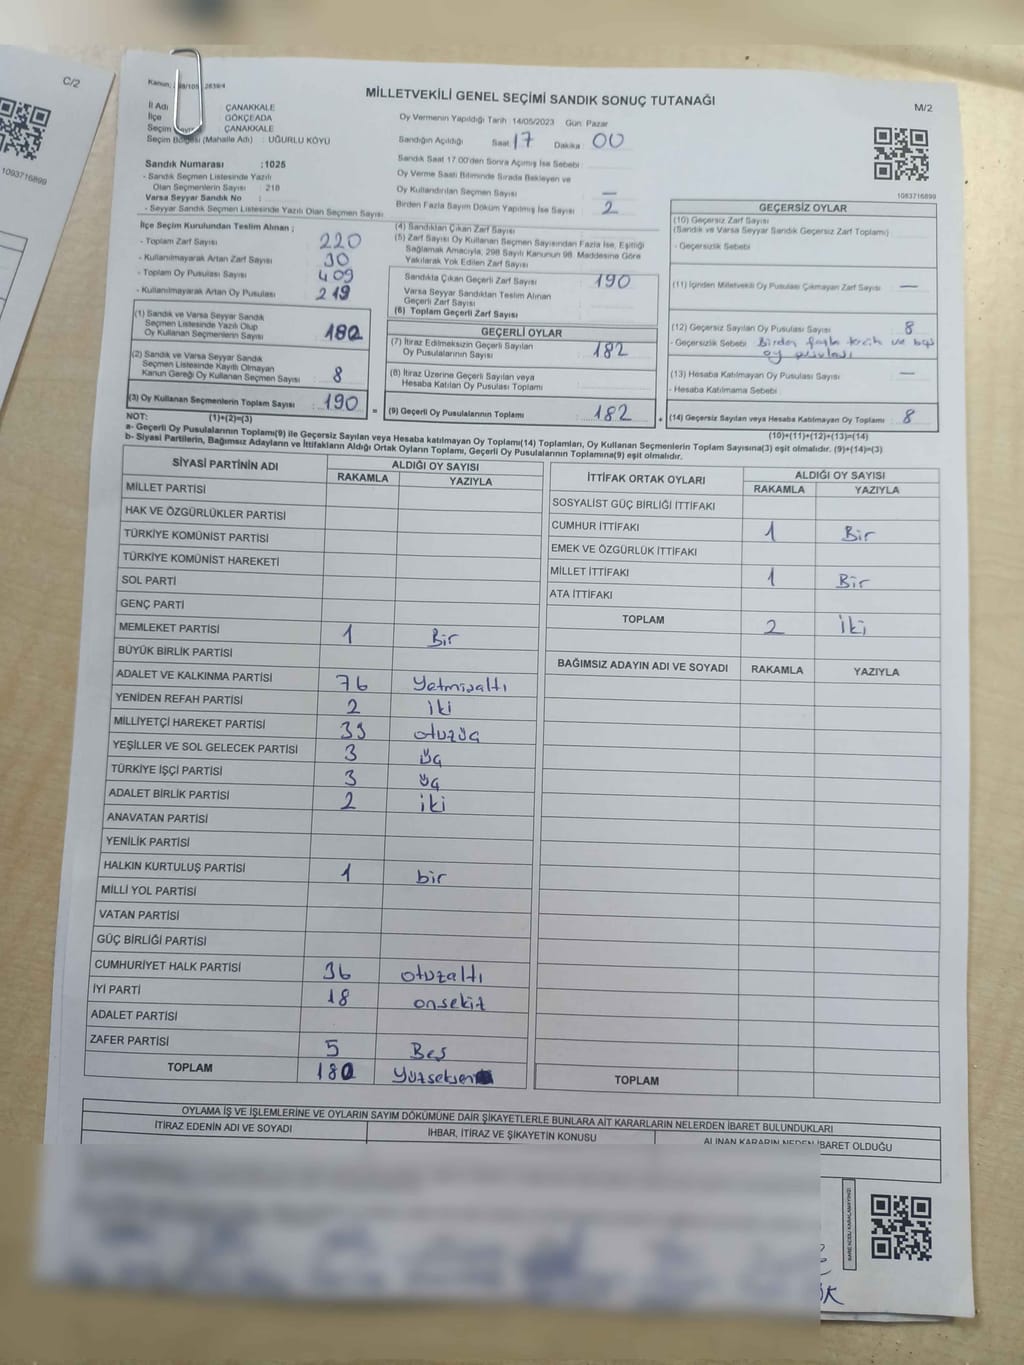 C/2
1093716899
MİLLETVEKİLİ GENEL SEÇİMİ SANDIK SONUÇ TUTANAĞI
M/2
İl Adı : ÇANAKKALE
İlçe : GÖKÇEADA
Seçim : ÇANAKKALE
Seçim Bölgesi (Mahalle Adı) : UĞURLU KÖYÜ
Sandık Numarası :1025
- Sandık Seçmen Listesinde Yazılı
Olan Seçmenlerin Sayısı : 218
Varsa Seyyar Sandık No :
- Seyyar Sandık Listesinde Yazılı Olan Seçmen Sayısı
Oy Vermenin Yapıldığı Tarih :14/05/2023 Gün: Pazar
Sandığın Açıldığı Saat 17 Dakika : 00
Sandık Saat 17.00'den Sonra Açılmış İse Sebebi :
Oy Verme Saati Bitiminde Sırada Bekleyen ve
Oy Kullandırılan Seçmen Sayısı : —
Birden Fazla Sayım Döküm Yapılmış İse Sayısı : 2
1083716899
İlçe Seçim Kurulundan Teslim Alınan ;
- Toplam Zarf Sayısı : 220
- Kullanılmayarak Artan Zarf Sayısı : 30
- Toplam Oy Pusulası Sayısı : 409
- Kullanılmayarak Artan Oy Pusulası : 219
(1) Sandık ve Varsa Seyyar Sandık
Seçmen Listesinde Yazılı Olup
Oy Kullanan Seçmenlerin Sayısı : 182
(2) Sandık ve Varsa Seyyar Sandık
Seçmen Listesinde Kayıtlı Olmayan
Kanun Gereği Oy Kullanan Seçmen Sayısı : 8
(3) Oy Kullanan Seçmenlerin Toplam Sayısı : 190
(4) Sandıktan Çıkan Zarf Sayısı :
(5) Zarf Sayısı Oy Kullanan Seçmen Sayısından Fazla İse, Eşitliği
Sağlamak Amacıyla, 298 Sayılı Kanunun 98. Maddesine Göre
Yakılarak Yok Edilen Zarf Sayısı :
Sandıkta Çıkan Geçerli Zarf Sayısı : 190
Varsa Seyyar Sandıktan Teslim Alınan
Geçerli Zarf Sayısı
(6) Toplam Geçerli Zarf Sayısı :
GEÇERLİ OYLAR
(7) İtiraz Edilmeksizin Geçerli Sayılan
Oy Pusulalarının Sayısı : 182
(8) İtiraz Üzerine Geçerli Sayılan veya
Hesaba Katılan Oy Pusulası Toplamı :
= (9) Geçerli Oy Pusulalarının Toplamı : 182
GEÇERSİZ OYLAR
(10) Geçersiz Zarf Sayısı
(Sandık ve Varsa Seyyar Sandık Geçersiz Zarf Toplamı) :
- Geçersizlik Sebebi :
(11) İçinden Milletvekili Oy Pusulası Çıkmayan Zarf Sayısı : —
(12) Geçersiz Sayılan Oy Pusulası Sayısı : 8
- Geçersizlik Sebebi : Birden fazla tercih ve boş
oy pusulası
(13) Hesaba Katılmayan Oy Pusulası Sayısı : —
- Hesaba Katılmama Sebebi :
+ (14) Geçersiz Sayılan veya Hesaba Katılmayan Oy Toplamı : 8
NOT: (1)+(2)=(3) (10)+(11)+(12)+(13)=(14)
a- Geçerli Oy Pusulalarının Toplamı(9) ile Geçersiz Sayılan veya Hesaba katılmayan Oy Toplamı(14) Toplamları, Oy Kullanan Seçmenlerin Toplam Sayısına(3) eşit olmalıdır. (9)+(14)=(3)
b- Siyasi Partilerin, Bağımsız Adayların ve İttifakların Aldığı Ortak Oyların Toplamı, Geçerli Oy Pusulalarının Toplamına(9) eşit olmalıdır.
SİYASİ PARTİNİN ADI ALDIĞI OY SAYISI
RAKAMLA YAZIYLA
MİLLET PARTİSİ
HAK VE ÖZGÜRLÜKLER PARTİSİ
TÜRKİYE KOMÜNİST PARTİSİ
TÜRKİYE KOMÜNİST HAREKETİ
SOL PARTİ
GENÇ PARTİ
MEMLEKET PARTİSİ 1 Bir
BÜYÜK BİRLİK PARTİSİ
ADALET VE KALKINMA PARTİSİ 76 Yetmişaltı
YENİDEN REFAH PARTİSİ 2 iki
MİLLİYETÇİ HAREKET PARTİSİ 33 otuzüç
YEŞİLLER VE SOL GELECEK PARTİSİ 3 üç
TÜRKİYE İŞÇİ PARTİSİ 3 üç
ADALET BİRLİK PARTİSİ 2 iki
ANAVATAN PARTİSİ
YENİLİK PARTİSİ
HALKIN KURTULUŞ PARTİSİ 1 bir
MİLLİ YOL PARTİSİ
VATAN PARTİSİ
GÜÇ BİRLİĞİ PARTİSİ
CUMHURİYET HALK PARTİSİ 36 otuzaltı
İYİ PARTİ 18 onsekiz
ADALET PARTİSİ
ZAFER PARTİSİ 5 Beş
TOPLAM 180 Yüzseksen
İTTİFAK ORTAK OYLARI ALDIĞI OY SAYISI
RAKAMLA YAZIYLA
SOSYALİST GÜÇ BİRLİĞİ İTTİFAKI
CUMHUR İTTİFAKI 1 Bir
EMEK VE ÖZGÜRLÜK İTTİFAKI
MİLLET İTTİFAKI 1 Bir
ATA İTTİFAKI
TOPLAM 2 iki
BAĞIMSIZ ADAYIN ADI VE SOYADI RAKAMLA YAZIYLA
TOPLAM
OYLAMA İŞ VE İŞLEMLERİNE VE OYLARIN SAYIM DÖKÜMÜNE DAİR ŞİKAYETLERLE BUNLARA AİT KARARLARIN NELERDEN İBARET BULUNDUKLARI
İTİRAZ EDENİN ADI VE SOYADI İHBAR, İTİRAZ VE ŞİKAYETİN KONUSU ALINAN KARARIN NEDEN İBARET OLDUĞU